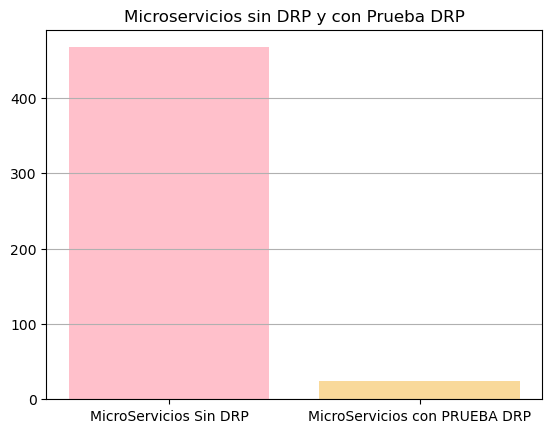 Microservicios sin DRP y con Prueba DRP
400
300
200
100
0
MicroServicios Sin DRP
MicroServicios con PRUEBA DRP